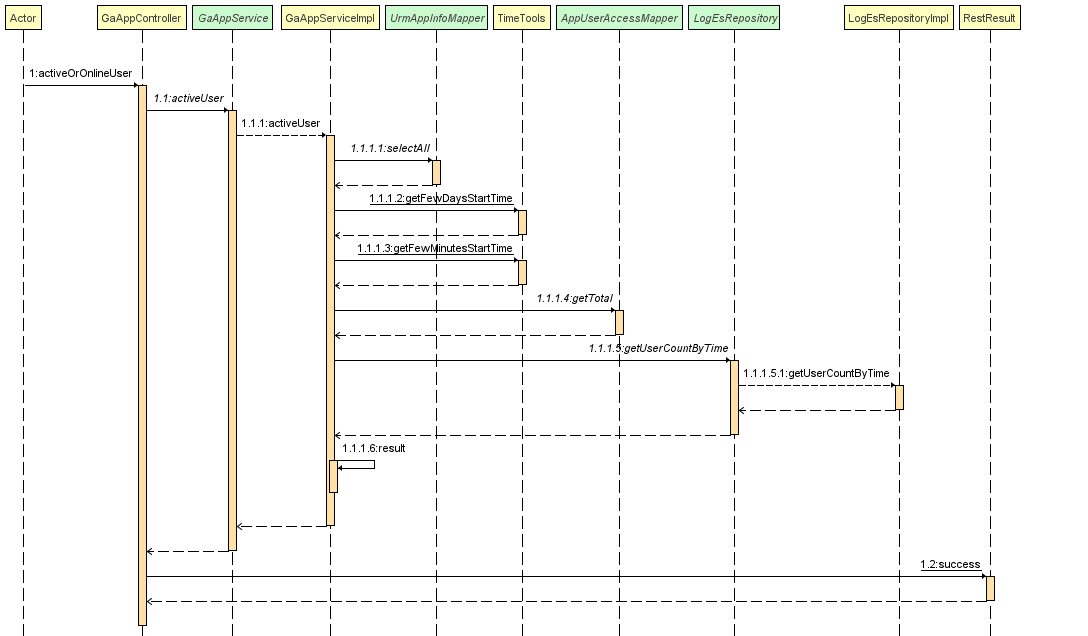 Actor
GaAppController
GaAppService
GaAppServiceImpl
UrmAppInfoMapper
TimeTools
AppUserAccessMapper
LogEsRepository
LogEsRepositoryImpl
RestResult
1:activeOrOnlineUser
1.1:activeUser
1.1.1:activeUser
1.1.1.1:selectAll
1.1.1.2:getFewDaysStartTime
1.1.1.3:getFewMinutesStartTime
1.1.1.4:getTotal
1.1.1.5:getUserCountByTime
1.1.1.5.1:getUserCountByTime
1.1.1.6:result
1.2:success